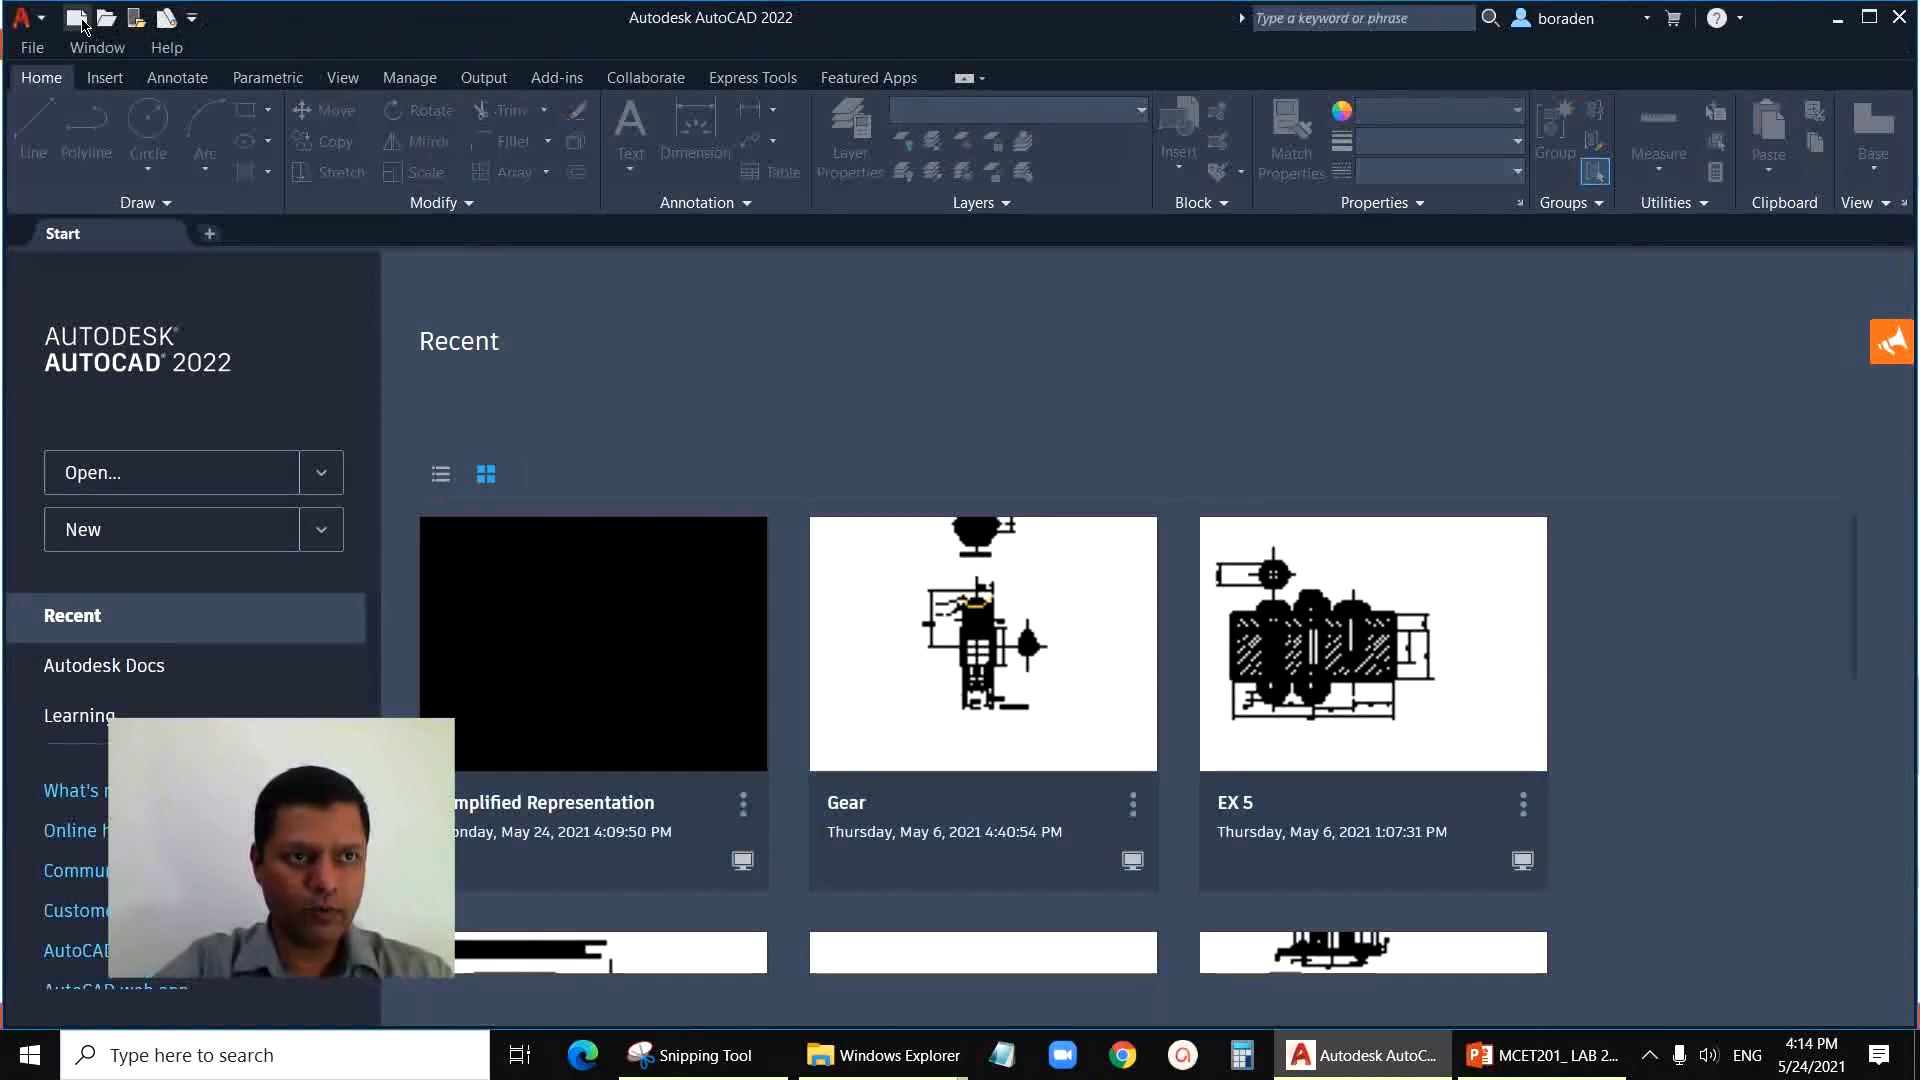 Autodesk AutoCAD 2022
Type a keyword or phrase
boraden
File Window Help
Home Insert Annotate Parametric View Manage Output Add-ins Collaborate Express Tools Featured Apps
Line Polyline Circle Arc
Move Rotate Trim
Copy Mirror Fillet
Stretch Scale Array
Text Dimension Table
Layer Properties
Insert
Match Properties
Group
Measure
Paste
Base
Draw Modify Annotation Layers Block Properties Groups Utilities Clipboard View
Start
AUTODESK®
AUTOCAD® 2022
Recent
Open...
New
Recent
Autodesk Docs
Learning
What's
Online
mplified Representation
onday, May 24, 2021 4:09:50 PM
Gear
Thursday, May 6, 2021 4:40:54 PM
EX 5
Thursday, May 6, 2021 1:07:31 PM
Type here to search
Snipping Tool
Windows Explorer
Autodesk AutoC...
MCET201_ LAB 2...
ENG
4:14 PM
5/24/2021